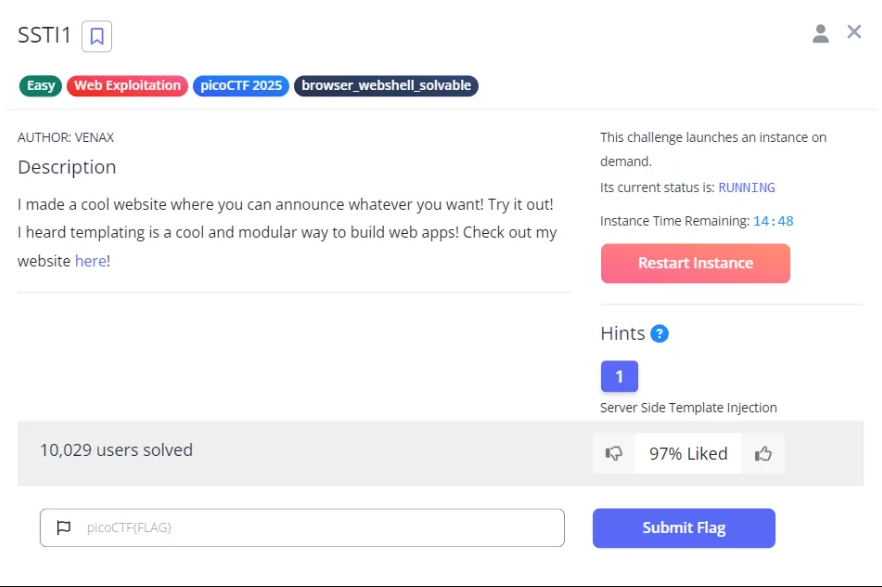 SSTI1
Easy Web Exploitation picoCTF 2025 browser_webshell_solvable
AUTHOR: VENAX
Description
I made a cool website where you can announce whatever you want! Try it out!
I heard templating is a cool and modular way to build web apps! Check out my
website here!
This challenge launches an instance on
demand.
Its current status is: RUNNING
Instance Time Remaining: 14:48
Restart Instance
Hints ?
1
Server Side Template Injection
10,029 users solved
97% Liked
picoCTF{FLAG}
Submit Flag